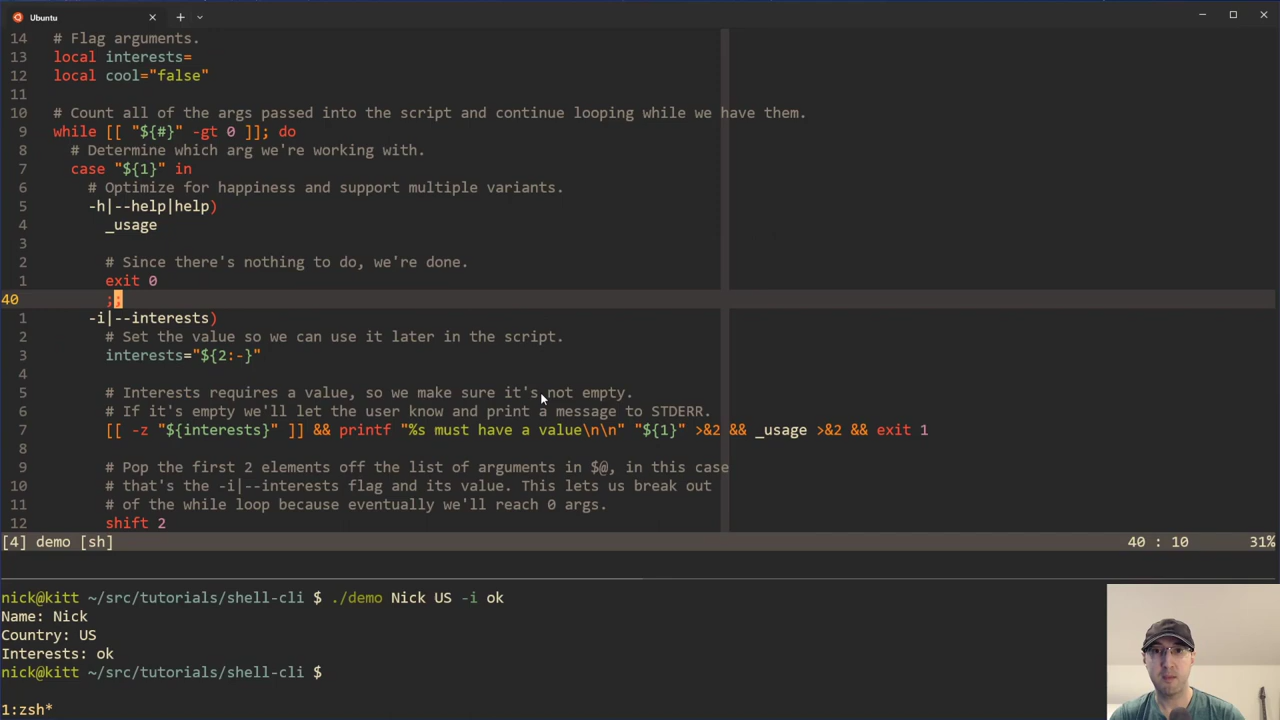 Ubuntu
14 # Flag arguments.
13 local interests=
12 local cool="false"
11
10 # Count all of the args passed into the script and continue looping while we have them.
9 while [[ "${#}" -gt 0 ]]; do
8 # Determine which arg we're working with.
7 case "${1}" in
6 # Optimize for happiness and support multiple variants.
5 -h|--help|help)
4 _usage
3
2 # Since there's nothing to do, we're done.
1 exit 0
40 ;;
1 -i|--interests)
2 # Set the value so we can use it later in the script.
3 interests="${2:-}"
4
5 # Interests requires a value, so we make sure it's not empty.
6 # If it's empty we'll let the user know and print a message to STDERR.
7 [[ -z "${interests}" ]] && printf "%s must have a value\n\n" "${1}" >&2 && _usage >&2 && exit 1
8
9 # Pop the first 2 elements off the list of arguments in $@, in this case
10 # that's the -i|--interests flag and its value. This lets us break out
11 # of the while loop because eventually we'll reach 0 args.
12 shift 2
[4] demo [sh] 40 : 10 31%
nick@kitt ~/src/tutorials/shell-cli $ ./demo Nick US -i ok
Name: Nick
Country: US
Interests: ok
nick@kitt ~/src/tutorials/shell-cli $
1:zsh*